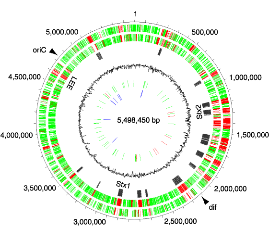 1
500,000
1,000,000
Stx2
2,000,000
dif
2,500,000
3,000,000
Stx1
3,500,000
4,000,000
4,500,000
LEE
oriC
5,000,000
5,498,450 bp
1,500,000